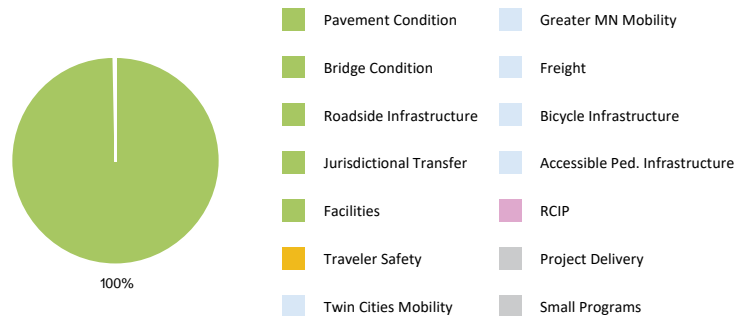 100%
Pavement Condition
Bridge Condition
Roadside Infrastructure
Jurisdictional Transfer
Facilities
Traveler Safety
Twin Cities Mobility
Greater MN Mobility
Freight
Bicycle Infrastructure
Accessible Ped. Infrastructure
RCIP
Project Delivery
Small Programs